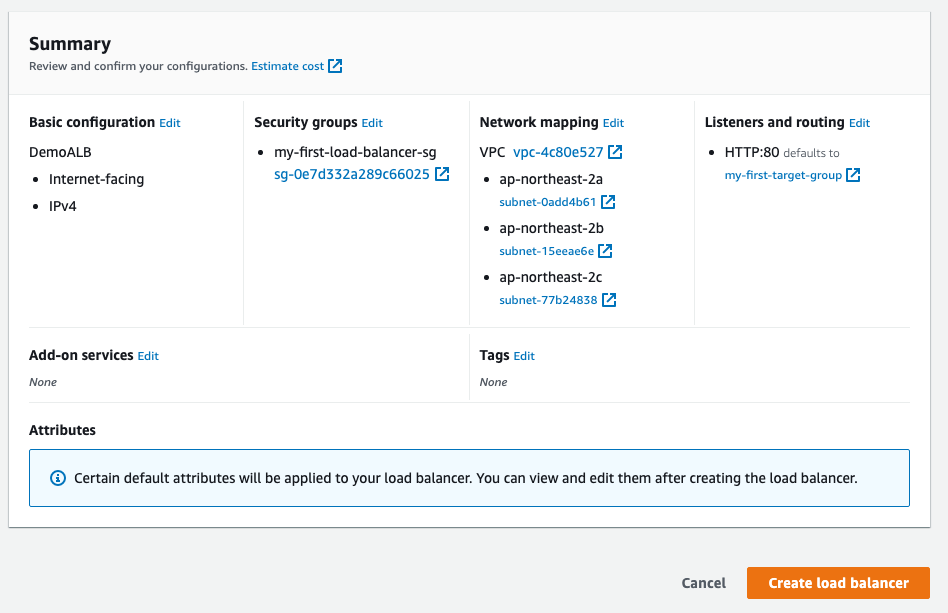 Summary
Review and confirm your configurations. Estimate cost
Basic configuration Edit
DemoALB
Internet-facing
IPv4
Security groups Edit
my-first-load-balancer-sg
sg-0e7d332a289c66025
Network mapping Edit
VPC vpc-4c80e527
ap-northeast-2a
subnet-0add4b61
ap-northeast-2b
subnet-15eeae6e
ap-northeast-2c
subnet-77b24838
Listeners and routing Edit
HTTP:80 defaults to
my-first-target-group
Add-on services Edit
None
Tags Edit
None
Attributes
Certain default attributes will be applied to your load balancer. You can view and edit them after creating the load balancer.
Cancel
Create load balancer